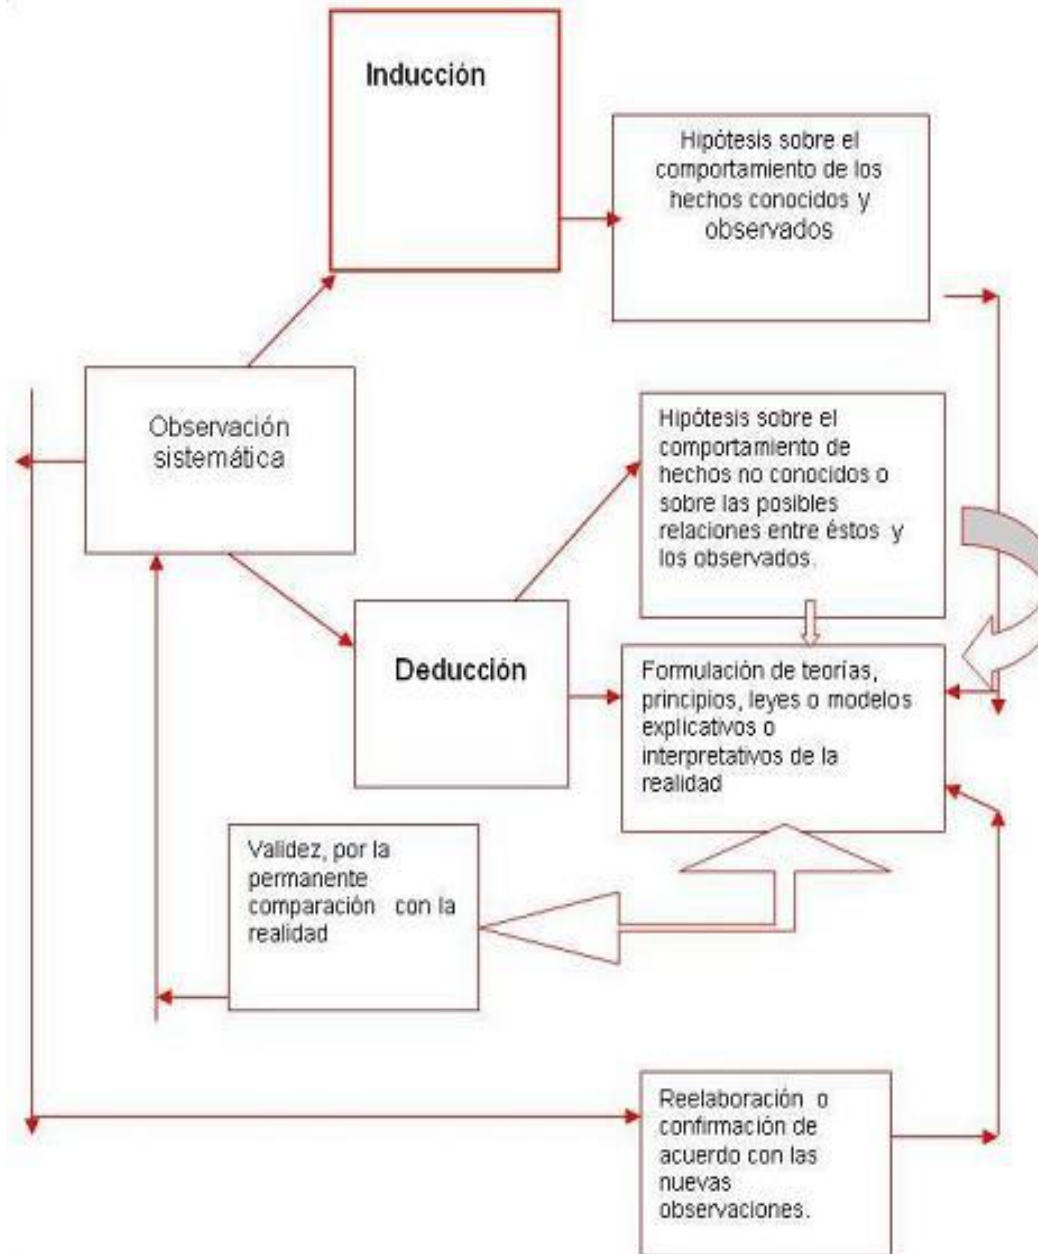 Inducción
Hipótesis sobre el
comportamiento de los
hechos conocidos y
observados
Observación
sistemática
Hipótesis sobre el
comportamiento de
hechos no conocidos o
sobre las posibles
relaciones entre éstos y
los observados.
Deducción
Formulación de teorías,
principios, leyes o modelos
explicativos o
interpretativos de la
realidad
Validez, por la
permanente
comparación con la
realidad
Reelaboración o
confirmación de
acuerdo con las
nuevas
observaciones.